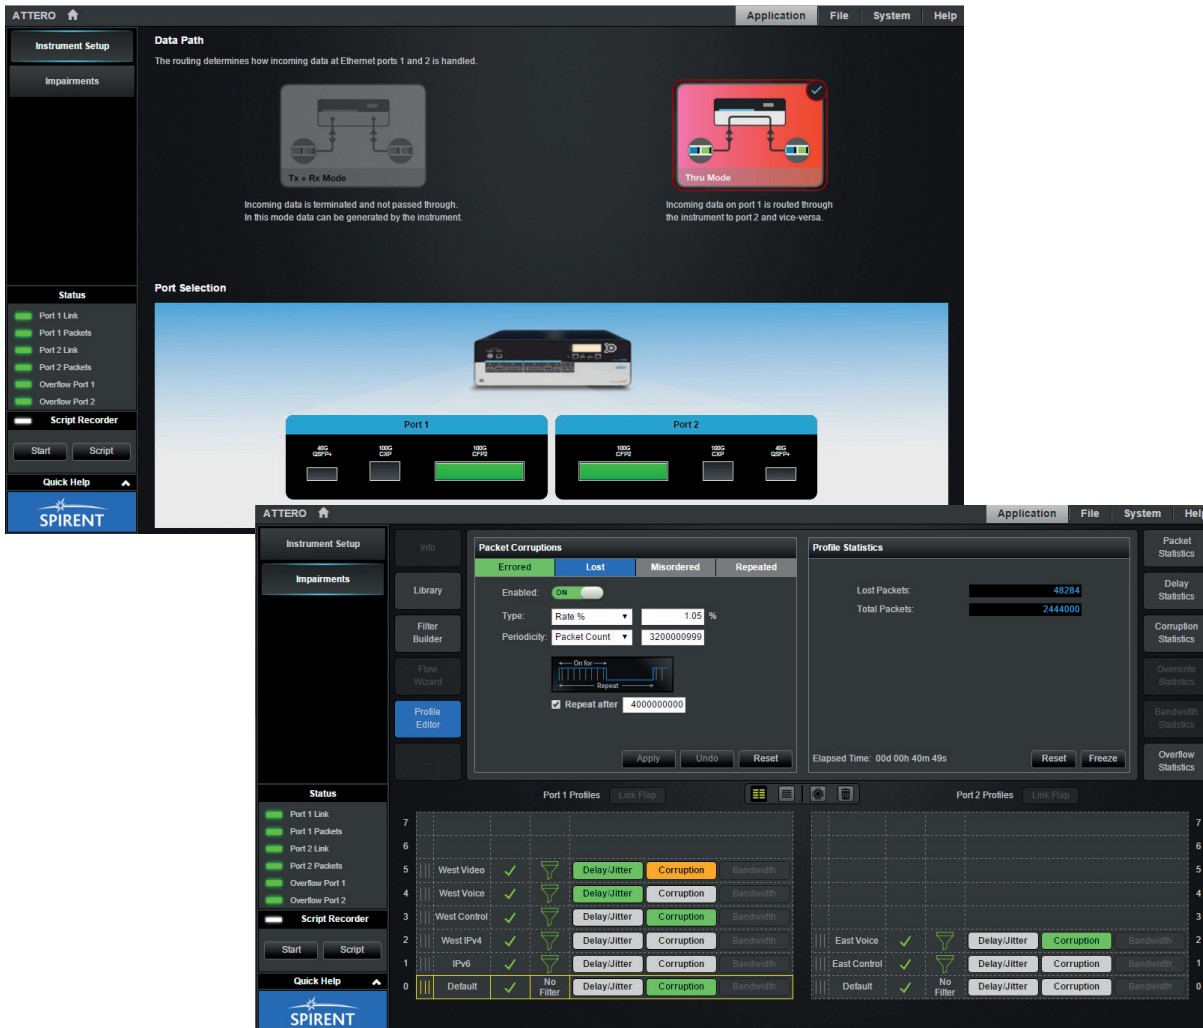 ATTERO
Application File System Help
Instrument Setup
Impairments
Data Path
The routing determines how incoming data at Ethernet ports 1 and 2 is handled.
Tx + Rx Mode
Thru Mode
Incoming data is terminated and not passed through.
In this mode data can be generated by the instrument.
Incoming data on port 1 is routed through
the instrument to port 2 and vice-versa.
Port Selection
Status
Port 1 Link
Port 1 Packets
Port 2 Link
Port 2 Packets
Overflow Port 1
Overflow Port 2
Script Recorder
Start Script
Quick Help
SPIRENT
Port 1
40G
QSFP+
100G
CXP
100G
CFP2
Port 2
100G
CFP2
100G
CXP
40G
QSFP+
ATTERO
Application File System Help
Instrument Setup
Impairments
Info
Library
Filter
Builder
Flow
Wizard
Profile
Editor
...
Packet Corruptions
Errored Lost Misordered Repeated
Enabled: ON
Type: Rate % 1.05 %
Periodicity: Packet Count 3200000999
On for
Repeat
Repeat after 4000000000
Apply Undo Reset
Profile Statistics
Lost Packets: 48284
Total Packets: 2444000
Elapsed Time: 00d 00h 40m 49s
Reset Freeze
Packet
Statistics
Delay
Statistics
Corruption
Statistics
Overwrite
Statistics
Bandwidth
Statistics
Overflow
Statistics
Status
Port 1 Link
Port 1 Packets
Port 2 Link
Port 2 Packets
Overflow Port 1
Overflow Port 2
Script Recorder
Start Script
Quick Help
SPIRENT
Port 1 Profiles Link Flap
Port 2 Profiles Link Flap
7 7
6 6
5 West Video Delay/Jitter Corruption Bandwidth 5
4 West Voice Delay/Jitter Corruption Bandwidth 4
3 West Control Delay/Jitter Corruption Bandwidth 3
2 West IPv4 Delay/Jitter Corruption Bandwidth East Voice Delay/Jitter Corruption Bandwidth 2
1 IPv6 Delay/Jitter Corruption Bandwidth East Control Delay/Jitter Corruption Bandwidth 1
0 Default No Filter Delay/Jitter Corruption Bandwidth Default No Filter Delay/Jitter Corruption Bandwidth 0